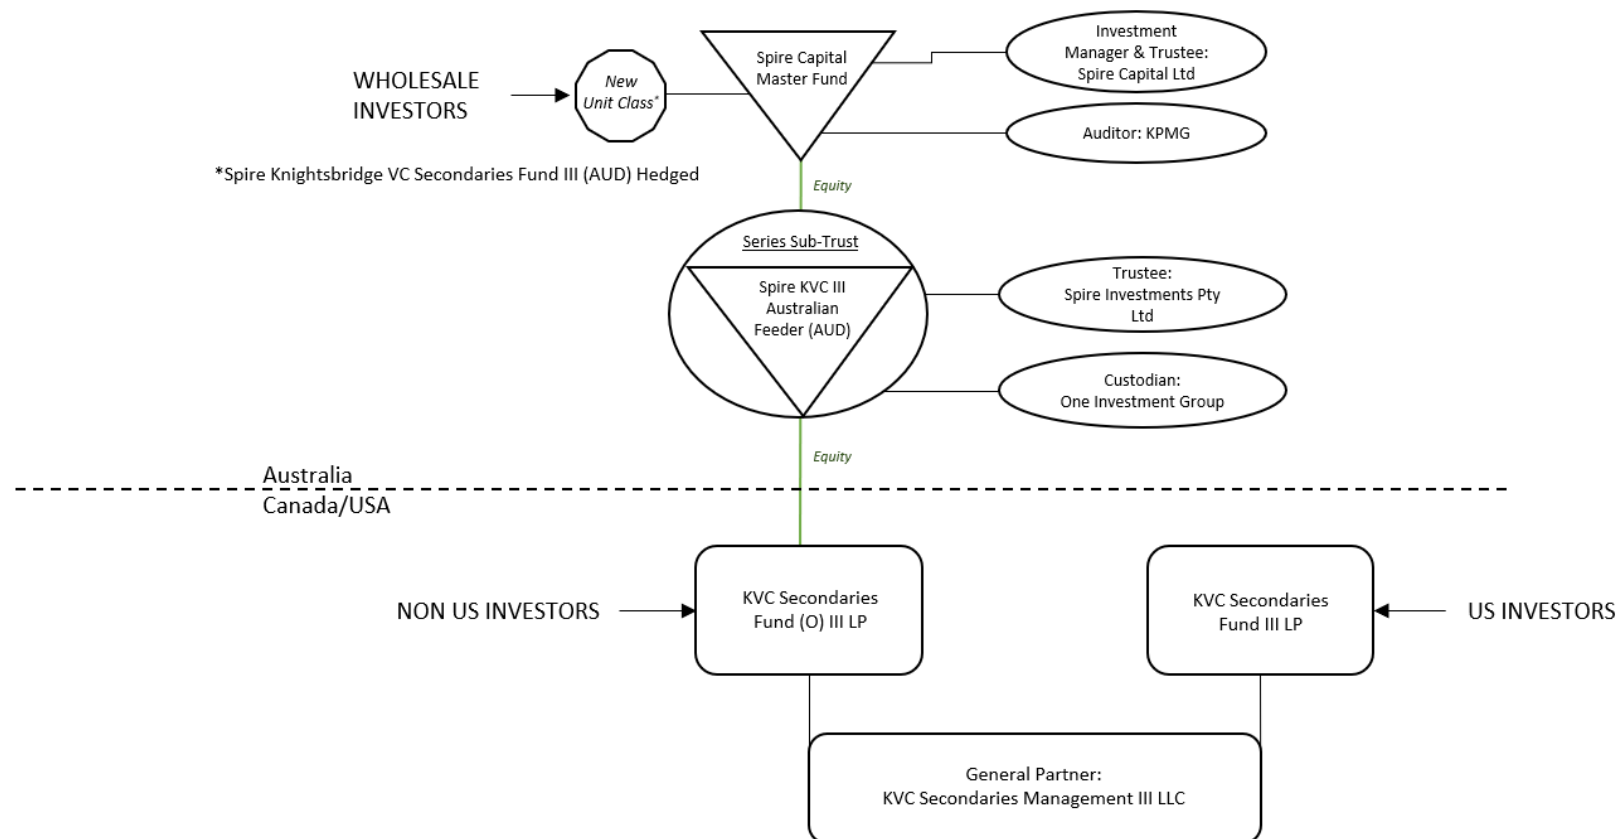 WHOLESALE
INVESTORS
New
Unit Class*
Spire Capital
Master Fund
Investment
Manager & Trustee:
Spire Capital Ltd
Auditor: KPMG
*Spire Knightsbridge VC Secondaries Fund III (AUD) Hedged
Equity
Series Sub-Trust
Spire KVC III
Australian
Feeder (AUD)
Trustee:
Spire Investments Pty
Ltd
Custodian:
One Investment Group
Equity
Australia
Canada/USA
NON US INVESTORS
KVC Secondaries
Fund (O) III LP
KVC Secondaries
Fund III LP
US INVESTORS
General Partner:
KVC Secondaries Management III LLC